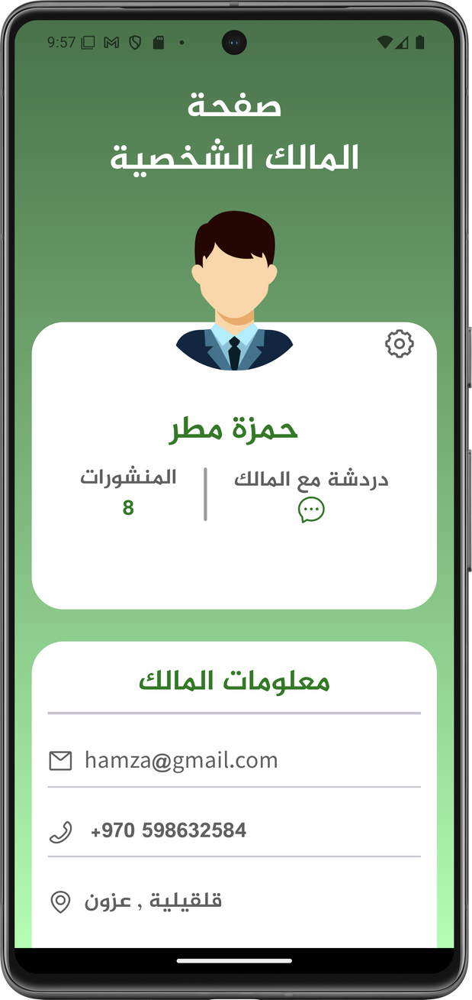 9:57
صفحة
المالك الشخصية
حمزة مطر
دردشة مع المالك
المنشورات
8
معلومات المالك
hamza@gmail.com
+970 598632584
قلقيلية , عزون